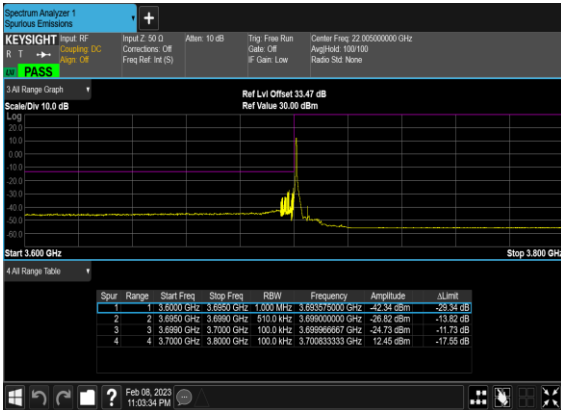 Spectrum Analyzer 1
Spurious Emissions
+
KEYSIGHT Input: RF Input Z: 50 Ω Atten: 10 dB Trig: Free Run Center Freq: 22.005000000 GHz
R T Coupling: DC Corrections: Off Gate: Off Avg|Hold: 100/100
Align: Off Freq Ref: Int (S) IF Gain: Low Radio Std: None
PASS
3 All Range Graph
Ref Lvl Offset 33.47 dB
Scale/Div 10.0 dB Ref Value 30.00 dBm
Log
20.0
10.0
0.00
-10.0
-20.0
-30.0
-40.0
-50.0
-60.0
Start 3.600 GHz Stop 3.800 GHz
4 All Range Table
Spur Range Start Freq Stop Freq RBW Frequency Amplitude ΔLimit
1 1 3.6000 GHz 3.6950 GHz 1.000 MHz 3.693575000 GHz -42.34 dBm -29.34 dB
2 2 3.6950 GHz 3.6990 GHz 510.0 kHz 3.699000000 GHz -26.82 dBm -13.82 dB
3 3 3.6990 GHz 3.7000 GHz 100.0 kHz 3.699966667 GHz -24.73 dBm -11.73 dB
4 4 3.7000 GHz 3.8000 GHz 100.0 kHz 3.700833333 GHz 12.45 dBm -17.55 dB
? Feb 08, 2023
11:03:34 PM